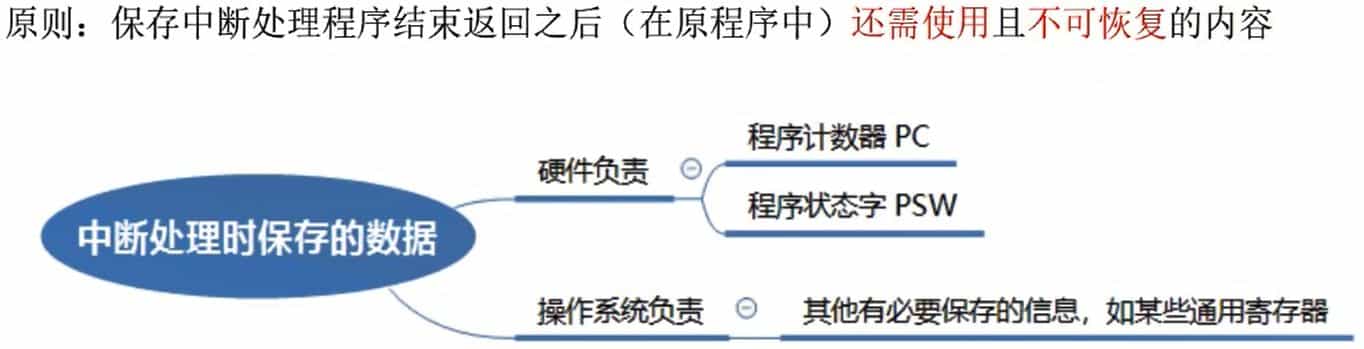 原则：保存中断处理程序结束返回之后（在原程序中）还需使用且不可恢复的内容
中断处理时保存的数据
硬件负责
程序计数器 PC
程序状态字 PSW
操作系统负责
其他有必要保存的信息，如某些通用寄存器